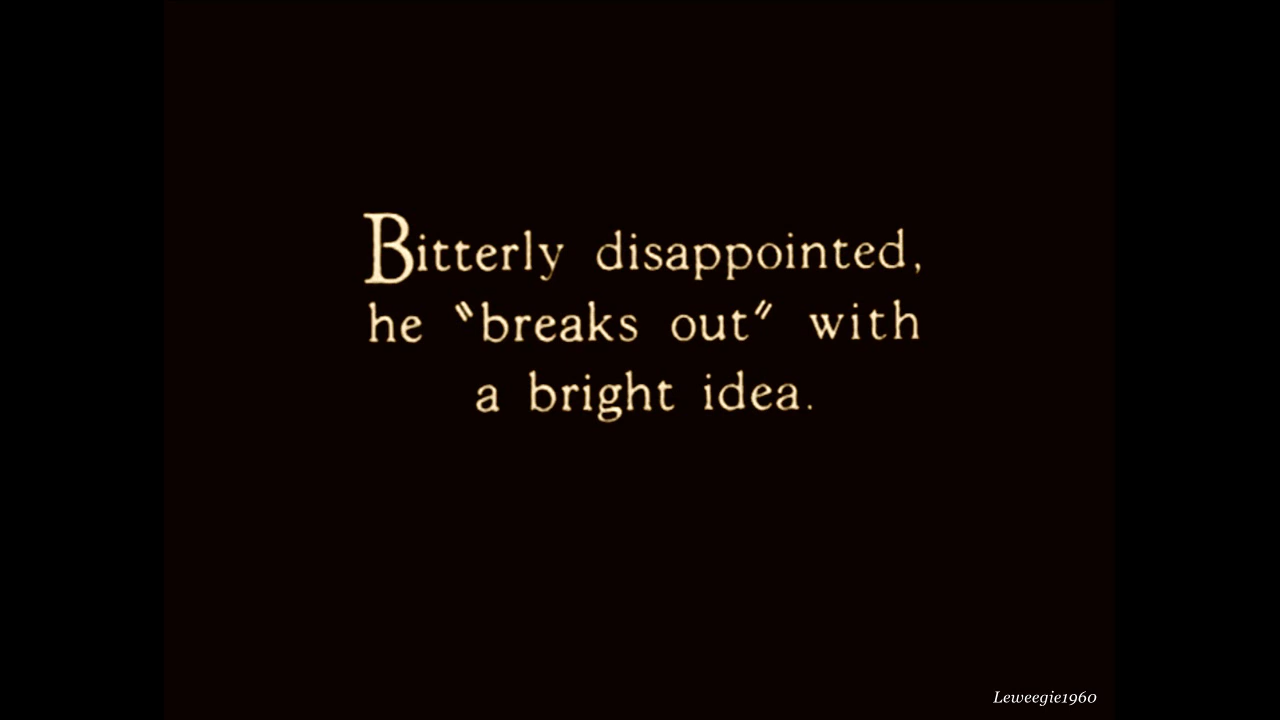 Bitterly disappointed,
he "breaks out" with
a bright idea.
Leweegie1960